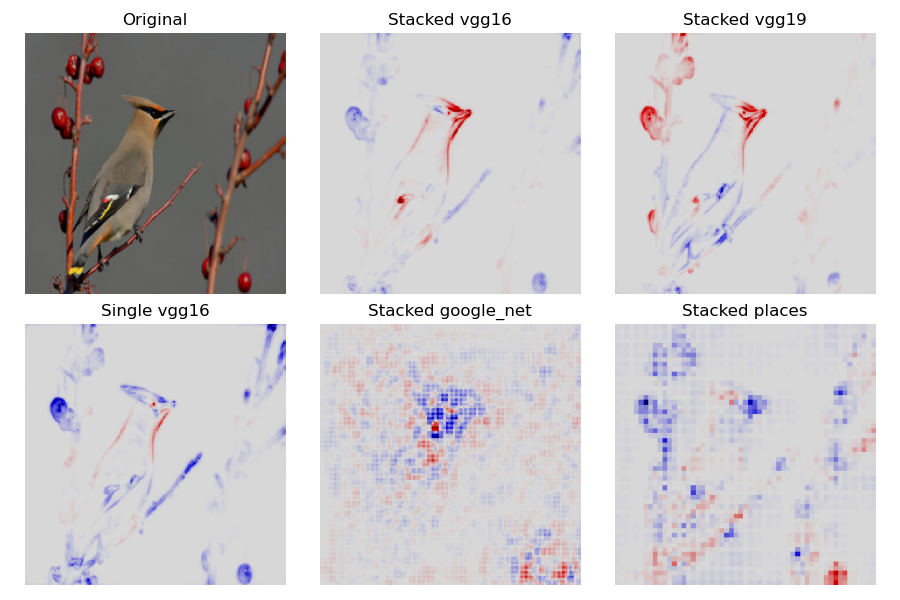 Original
Stacked vgg16
Stacked vgg19
Single vgg16
Stacked google_net
Stacked places